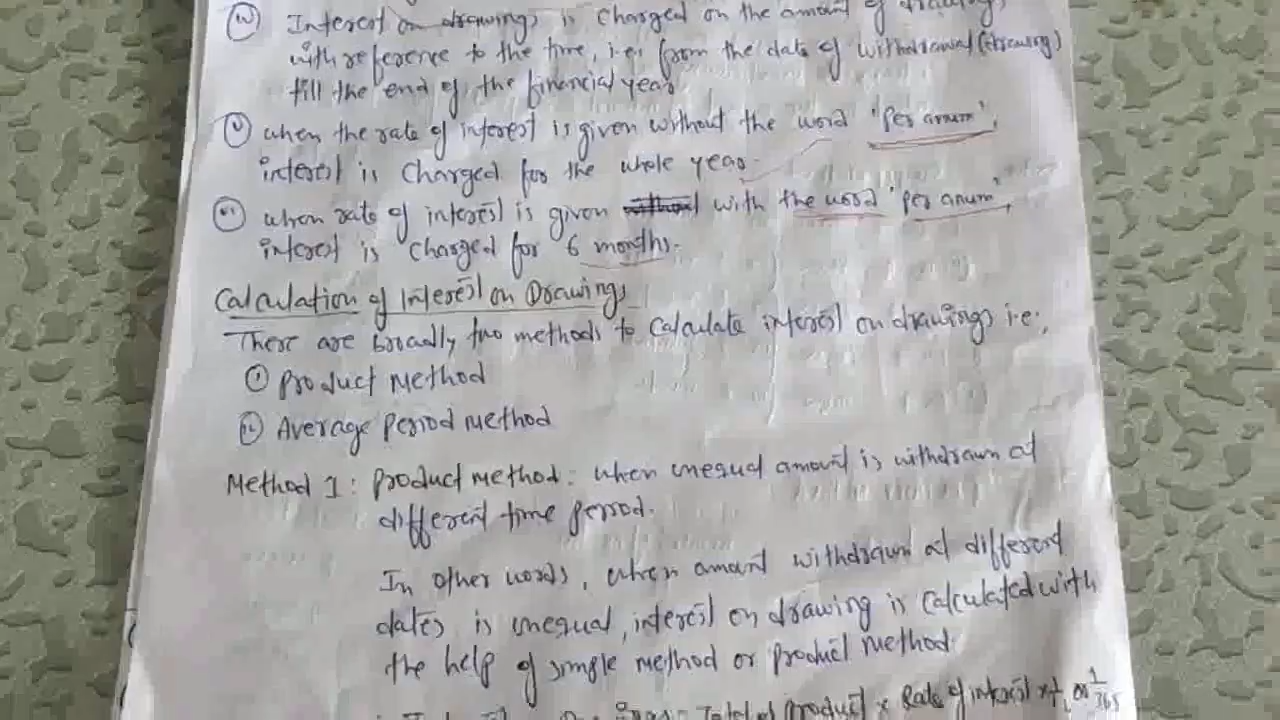 iv) Interest on drawings is charged on the amount of drawings
with reference to the time, i.e. from the date of withdrawal (drawing)
till the end of the financial year
v) when the rate of interest is given without the word "per anum",
interest is charged for the whole year.
vi) when rate of interest is given with the word 'per anum',
interest is charged for 6 months.
Calculation of Interest on Drawings
There are broadly two methods to calculate interest on drawings i.e.,
i) Product Method
ii) Average Period Method
Method 1: Product method: when unequal amount is withdrawn at
different time period.
In other words, when amount withdrawn at different
dates is unequal, interest on drawing is calculated with
the help of simple method or Product method.
Total of Product x Rate of interest x 1/12 or 1/365